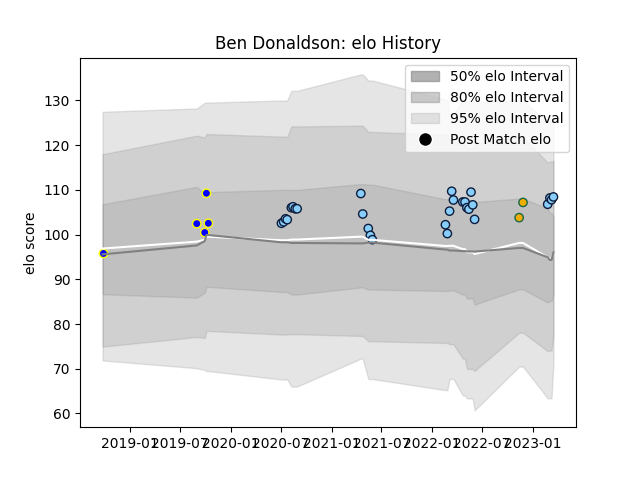 Ben Donaldson: elo History
50% elo Interval
80% elo Interval
95% elo Interval
Post Match elo
elo score
130
120
110
100
90
80
70
60
2019-01 2019-07 2020-01 2020-07 2021-01 2021-07 2022-01 2022-07 2023-01